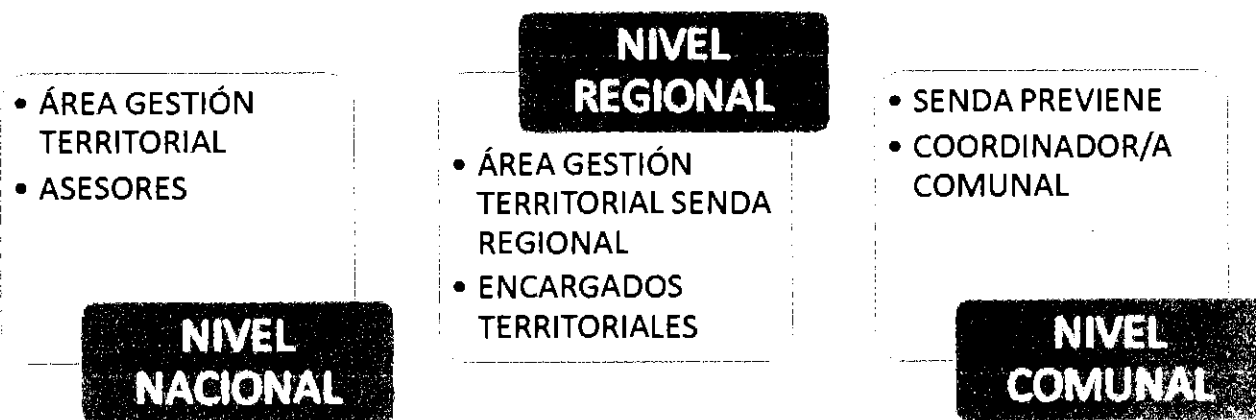 • ÁREA GESTIÓN
TERRITORIAL
• ASESORES
NIVEL
NACIONAL
NIVEL
REGIONAL
• ÁREA GESTIÓN
TERRITORIAL SENDA
REGIONAL
• ENCARGADOS
TERRITORIALES
• SENDA PREVIENE
• COORDINADOR/A
COMUNAL
NIVEL
COMUNAL